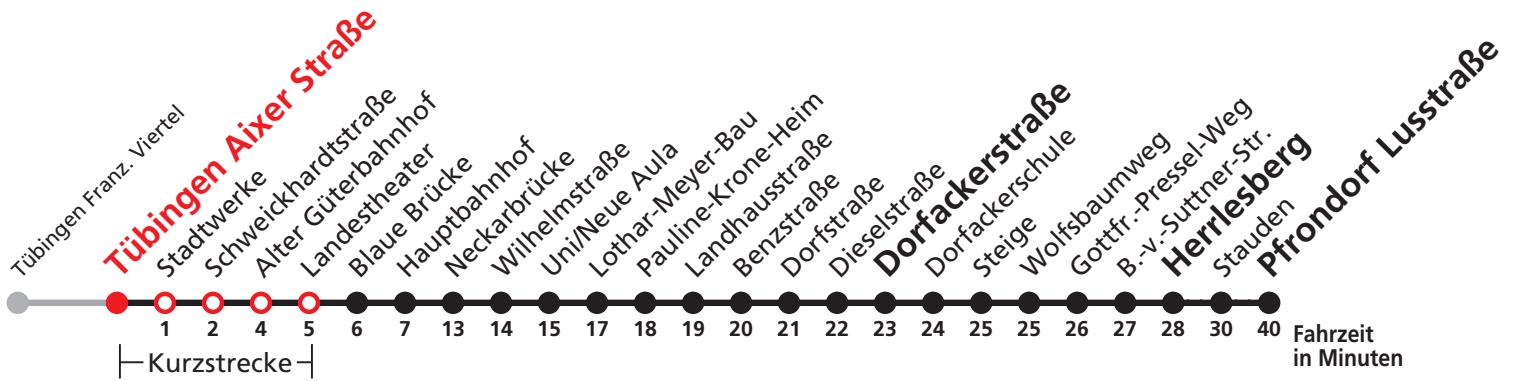 Tübingen Franz. Viertel
Tübingen Aixer Straße
Stadtwerke
Schweickhardtstraße
Alter Güterbahnhof
Landestheater
Blaue Brücke
Hauptbahnhof
Neckarbrücke
Wilhelmstraße
Uni/Neue Aula
Lothar-Meyer-Bau
Pauline-Krone-Heim
Landhausstraße
Benzstraße
Dorfstraße
Dieselstraße
Dorfackerstraße
Dorfackerschule
Steige
Wolfsbaumweg
Gottfr.-Pressel-Weg
B.-v.-Suttner-Str.
Herrlesberg
Stauden
Pfrondorf Lusstraße
1 2 4 5 6 7 13 14 15 17 18 19 20 21 22 23 24 25 25 26 27 28 30 40
Fahrzeit
in Minuten
Kurzstrecke